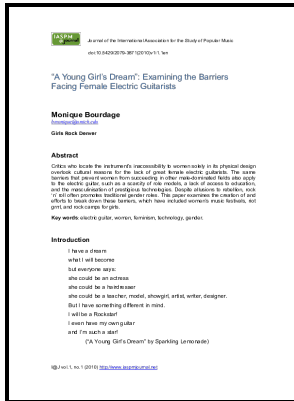 IASPM
Journal of the International Association for the Study of Popular Music
doi:10.5429/2079-3871(2010)v1i1.1en
"A Young Girl's Dream": Examining the Barriers
Facing Female Electric Guitarists
Monique Bourdage
Girls Rock Denver
Abstract
Critics who locate the instrument's inaccessibility to women solely in its physical design
overlook cultural reasons for the lack of great female electric guitarists. The same
barriers that prevent women from succeeding in other male-dominated fields also apply
to the electric guitar, such as a scarcity of role models, a lack of access to education,
and the masculinisation of prestigious technologies. Despite allusions to rebellion, rock
'n' roll often promotes traditional gender roles. This paper examines the creation of and
efforts to break down these barriers, which have included women's music festivals, riot
grrrl, and rock camps for girls.
Key words: electric guitar, women, feminism, technology, gender.
Introduction
I have a dream
what I will become
but everyone says:
she could be an actress
she could be a hairdresser
she could be a teacher, model, showgirl, artist, writer, designer.
But I have something different in mind.
I will be a Rockstar!
I even have my own guitar
and I'm such a star!
("A Young Girl's Dream" by Sparkling Lemonade)
I@J vol.1, no.1 (2010) http://www.iaspmjournal.net